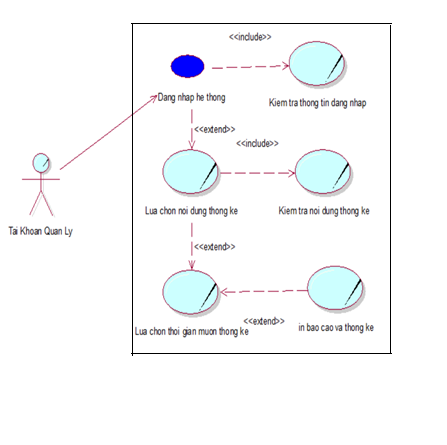 <<include>>
Dang nhap he thong
Kiem tra thong tin dang nhap
<<extend>>
<<include>>
Lua chon noi dung thong ke
Kiem tra noi dung thong ke
Tai Khoan Quan Ly
<<extend>>
<<extend>>
Lua chon thoi gian muon thong ke
in bao cao va thong ke